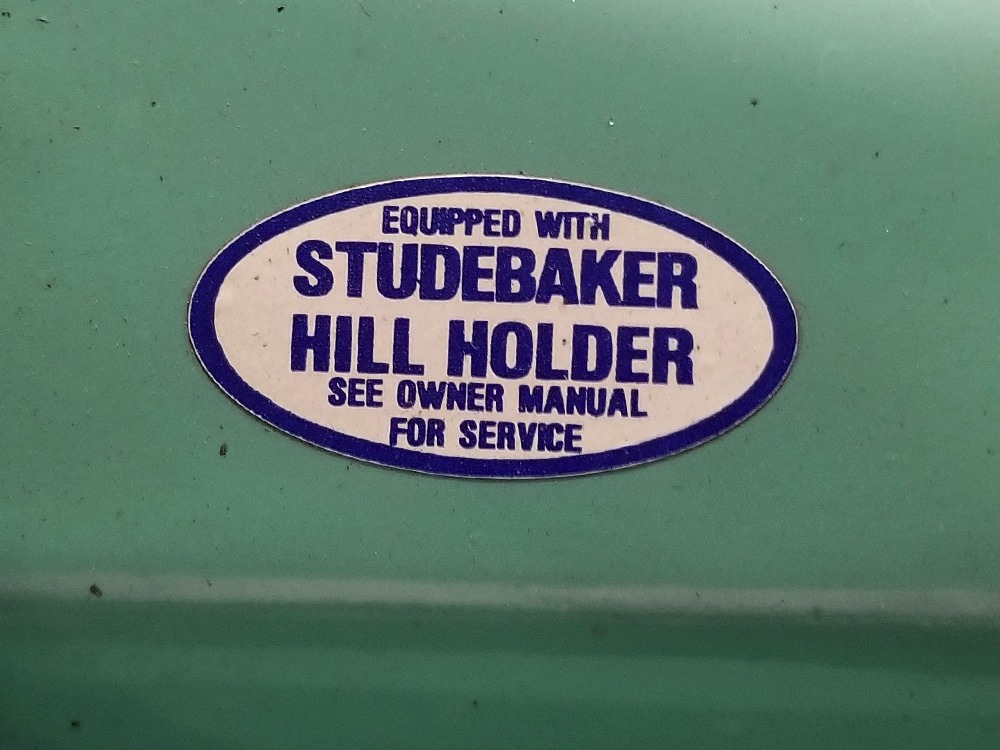 EQUIPPED WITH
STUDEBAKER
HILL HOLDER
SEE OWNER MANUAL
FOR SERVICE